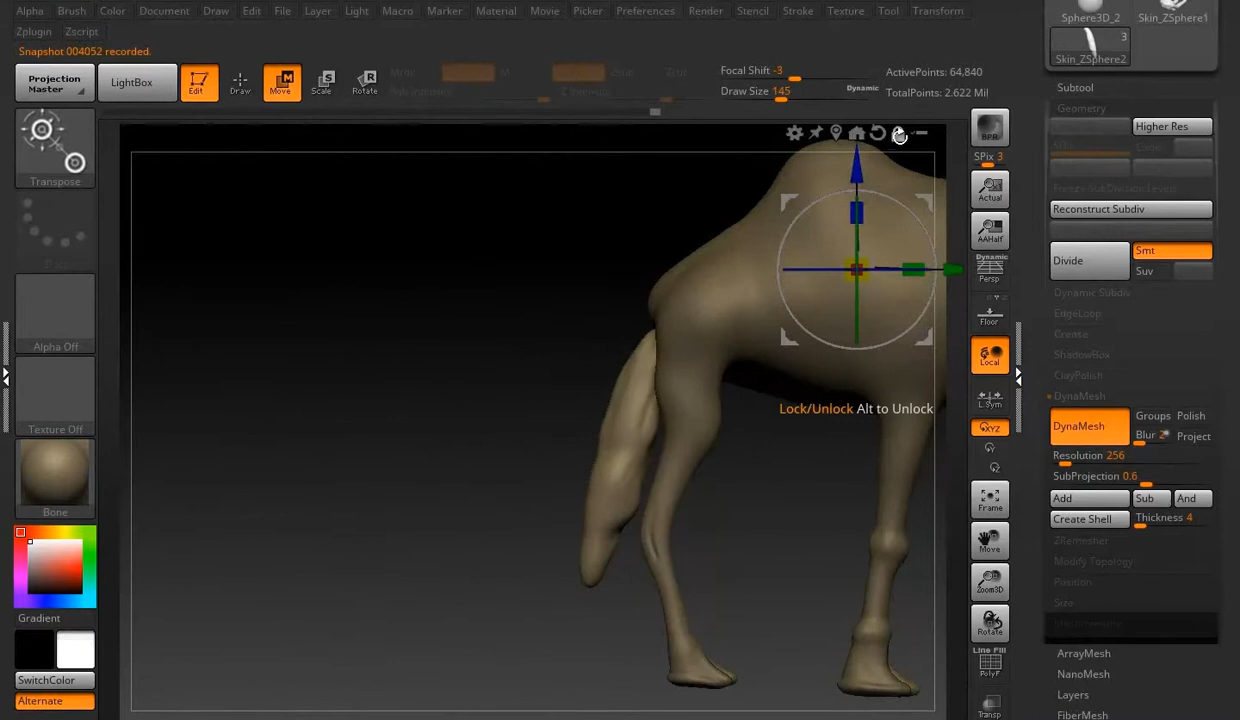 Alpha Brush Color Document Draw Edit File Layer Light Macro Marker Material Movie Picker Preferences Render Stencil Stroke Texture Tool Transform
Zplugin Zscript
Sphere3D_2 Skin_ZSphere1
3
Skin_ZSphere2
Snapshot 004052 recorded.
Projection Master
LightBox
Edit
Draw
Move
Scale
Rotate
Focal Shift -3
Draw Size 145
Dynamic
ActivePoints: 64,840
TotalPoints: 2.622 Mil
Transpose
Alpha Off
Texture Off
Bone
Gradient
SwitchColor
Alternate
Lock/Unlock Alt to Unlock
BPR
SPix 3
Actual
AAHalf
Dynamic
Persp
Floor
Local
L.Sym
XYZ
Frame
Move
Zoom3D
Rotate
Line Fill
PolyF
Transp
Subtool
Geometry
Higher Res
Freeze SubDivision Levels
Reconstruct Subdiv
Divide
Smt
Suv
Dynamic Subdiv
EdgeLoop
Crease
ShadowBox
ClayPolish
DynaMesh
DynaMesh
Groups Polish
Blur 2 Project
Resolution 256
SubProjection 0.6
Add Sub And
Create Shell Thickness 4
ZRemesher
Modify Topology
Position
Size
ArrayMesh
NanoMesh
Layers
FiberMesh